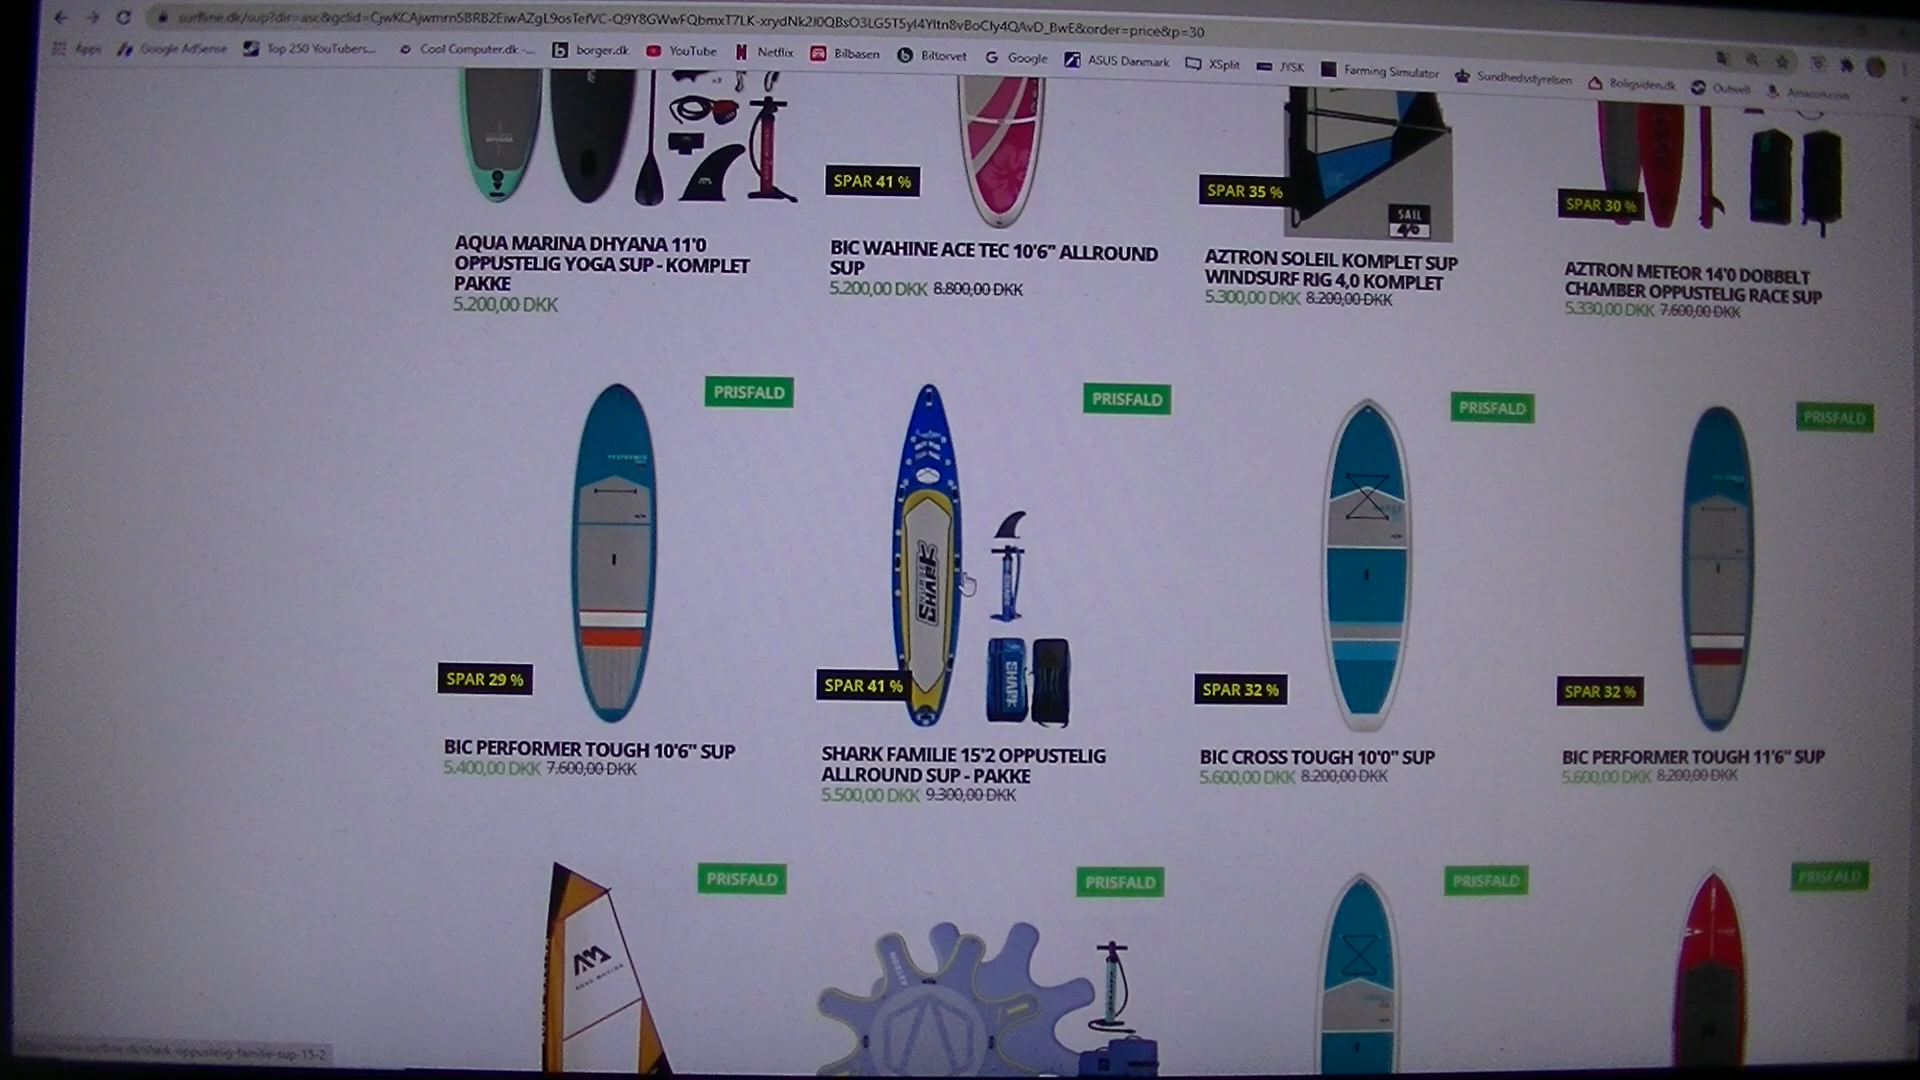 Apps
Google AdSense
Top 250 YouTubers...
Cool Computer.dk -...
borger.dk
YouTube
Netflix
Bilbasen
Biltorvet
Google
ASUS Danmark
XSplit
JYSK
Farming Simulator
Sundhedsstyrelsen
Boligsiden.dk
Outwell
Amazon.com
SPAR 41 %
SPAR 35 %
SAIL
4/0
SPAR 30 %
AQUA MARINA DHYANA 11'0
OPPUSTELIG YOGA SUP - KOMPLET
PAKKE
5.200,00 DKK
BIC WAHINE ACE TEC 10'6" ALLROUND
SUP
5.200,00 DKK 8.800,00 DKK
AZTRON SOLEIL KOMPLET SUP
WINDSURF RIG 4,0 KOMPLET
5.300,00 DKK 8.200,00 DKK
AZTRON METEOR 14'0 DOBBELT
CHAMBER OPPUSTELIG RACE SUP
5.330,00 DKK 7.600,00 DKK
PRISFALD
PRISFALD
PRISFALD
PRISFALD
SHARK
SHARK
SPAR 29 %
SPAR 41 %
SPAR 32 %
SPAR 32 %
BIC PERFORMER TOUGH 10'6" SUP
5.400,00 DKK 7.600,00 DKK
SHARK FAMILIE 15'2 OPPUSTELIG
ALLROUND SUP - PAKKE
5.500,00 DKK 9.300,00 DKK
BIC CROSS TOUGH 10'0" SUP
5.600,00 DKK 8.200,00 DKK
BIC PERFORMER TOUGH 11'6" SUP
5.600,00 DKK 8.200,00 DKK
PRISFALD
PRISFALD
PRISFALD
PRISFALD